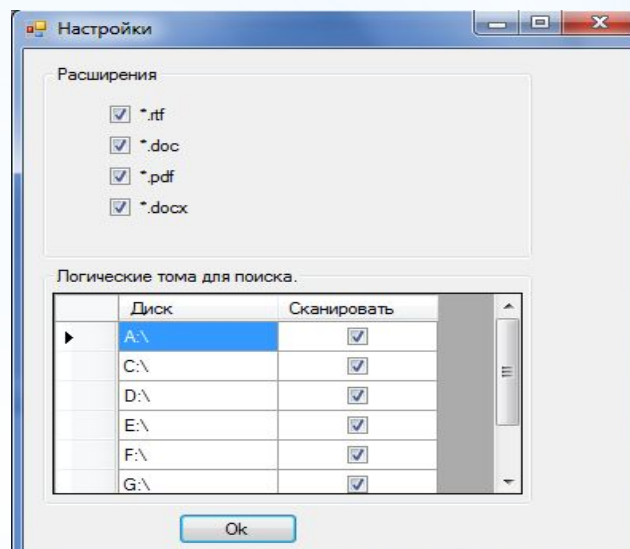 Настройки
Расширения
*.rtf
*.doc
*.pdf
*.docx
Логические тома для поиска.
Диск Сканировать
A:\
C:\
D:\
E:\
F:\
G:\
Ok